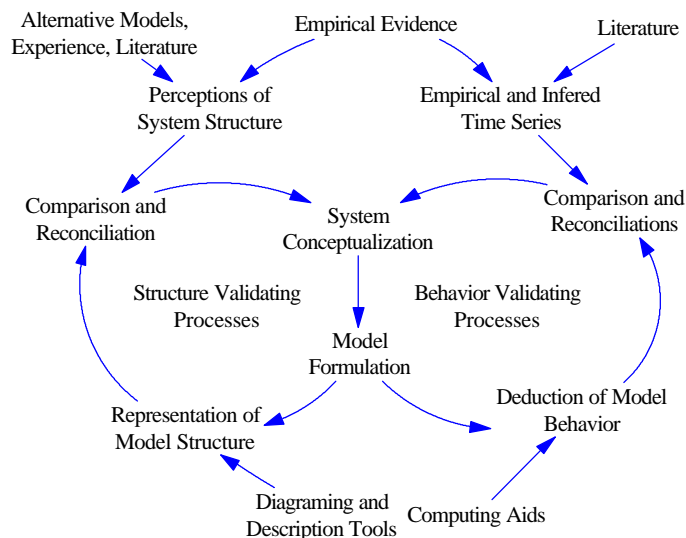 Alternative Models,
Experience, Literature
Empirical Evidence
Literature
Perceptions of
System Structure
Empirical and Infered
Time Series
Comparison and
Reconciliation
System
Conceptualization
Comparison and
Reconciliations
Structure Validating
Processes
Behavior Validating
Processes
Model
Formulation
Representation of
Model Structure
Deduction of Model
Behavior
Diagraming and
Description Tools
Computing Aids